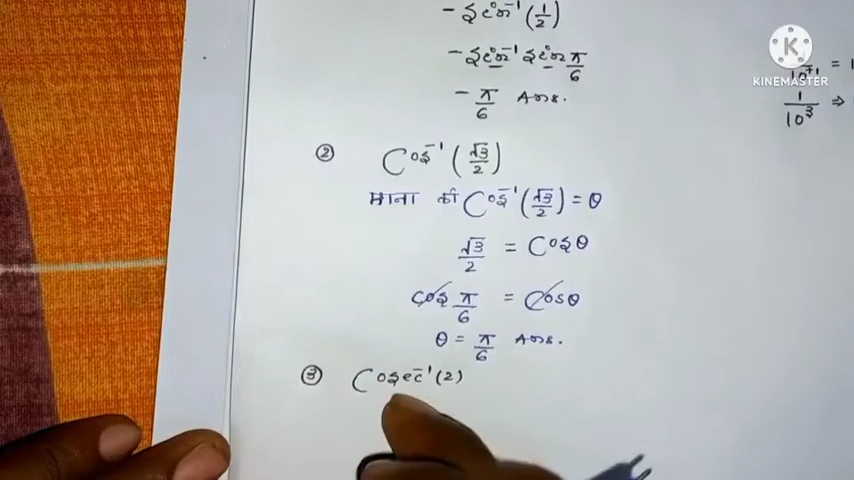 - sin⁻¹ (1/2)
- sin⁻¹ sin π/6
- π/6 Ans.
② Cos⁻¹ (√3/2)
माना की Cos⁻¹ (√3/2) = θ
√3/2 = Cosθ
cos π/6 = Cosθ
θ = π/6 Ans.
③ Cosec⁻¹ (2)
= 1
1/10³ ⇒
K
KINEMASTER